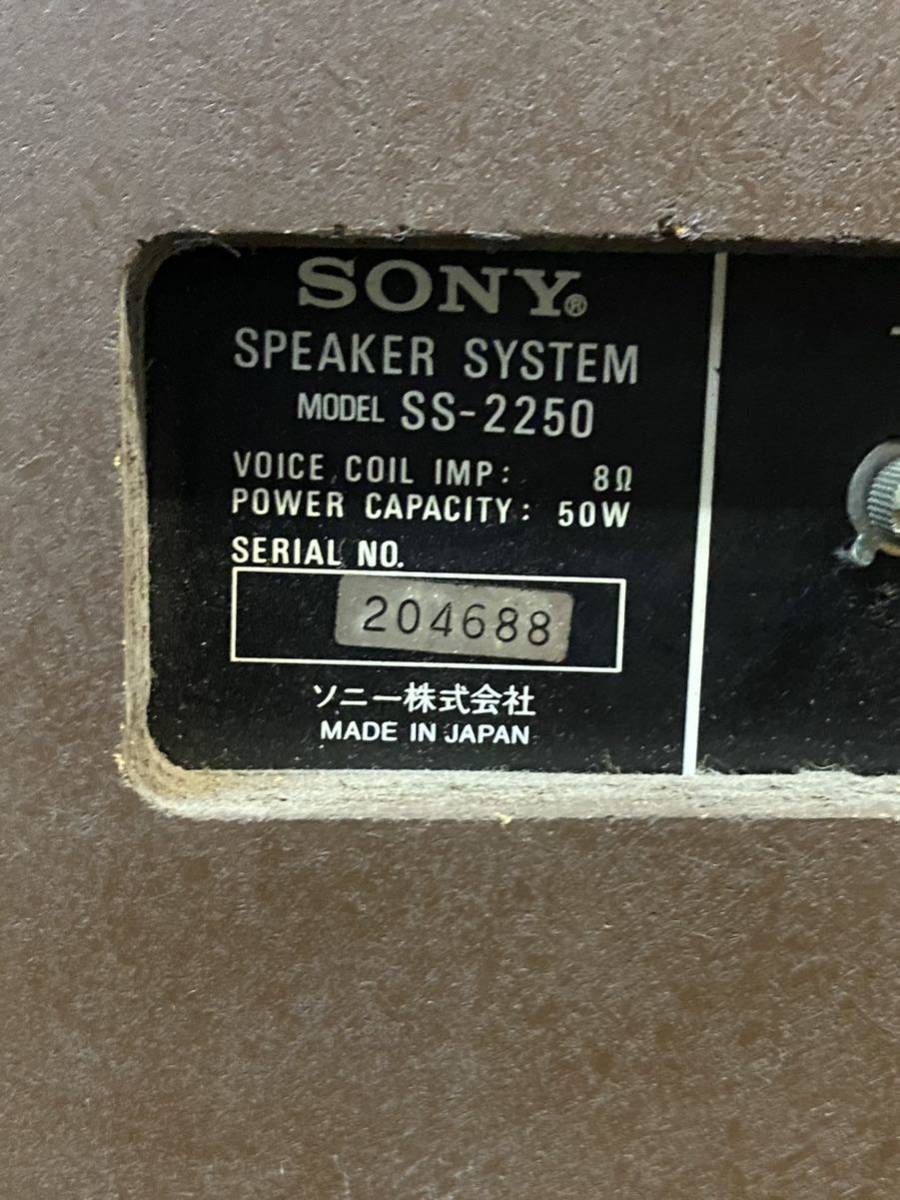 SONY®
SPEAKER SYSTEM
MODEL SS-2250
VOICE COIL IMP: 8Ω
POWER CAPACITY: 50W
SERIAL NO.
204688
ソニー株式会社
MADE IN JAPAN